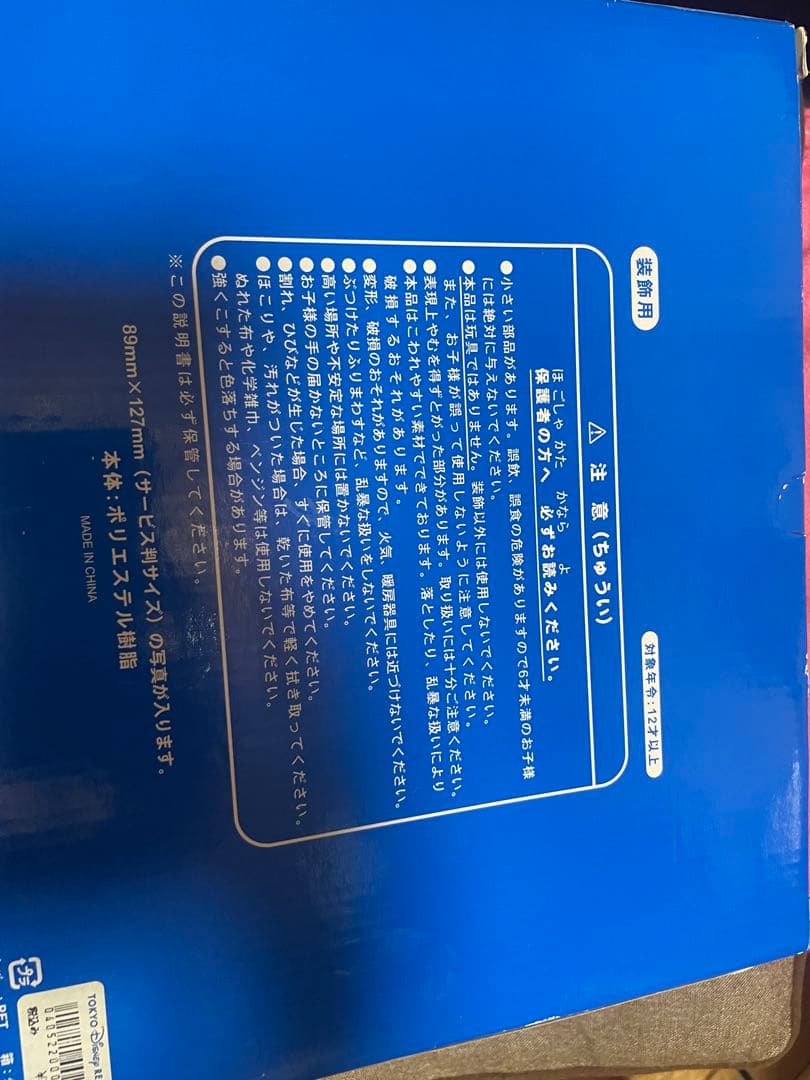 装飾用
対象年令：12才以上
⚠ 注 意（ちゅうい）
ほごしゃ かた かなら よ
保護者の方へ 必ずお読みください。
●小さい部品があります。誤飲、誤食の危険がありますので6才未満のお子様
には絶対に与えないでください。
●本品は玩具ではありません。装飾以外には使用しないでください。
また、お子様が誤って使用しないように注意してください。
●表現上やむを得ずとがった部分があります。取り扱いには十分ご注意ください。
●本品はこわれやすい素材でできております。落としたり、乱暴な扱いにより
破損するおそれがあります。
●変形、破損のおそれがありますので、火気、暖房器具には近づけないでください。
●ぶつけたりふりまわすなど、乱暴な扱いをしないでください。
●高い場所や不安定な場所には置かないでください。
●お子様の手の届かないところに保管してください。
●割れ、ひびなどが生じた場合、すぐに使用をやめてください。
●ほこりや、汚れがついた場合は、乾いた布等で軽く拭き取ってください。
ぬれた布や化学雑巾、ベンジン等は使用しないでください。
●強くこすると色落ちする場合があります。
※この説明書は必ず保管してください。
89mm×127mm（サービス判サイズ）の写真が入ります。
本体：ポリエステル樹脂
MADE IN CHINA
プラ
PET 箱：
TOKYO DISNEY RE
040522000
税込み